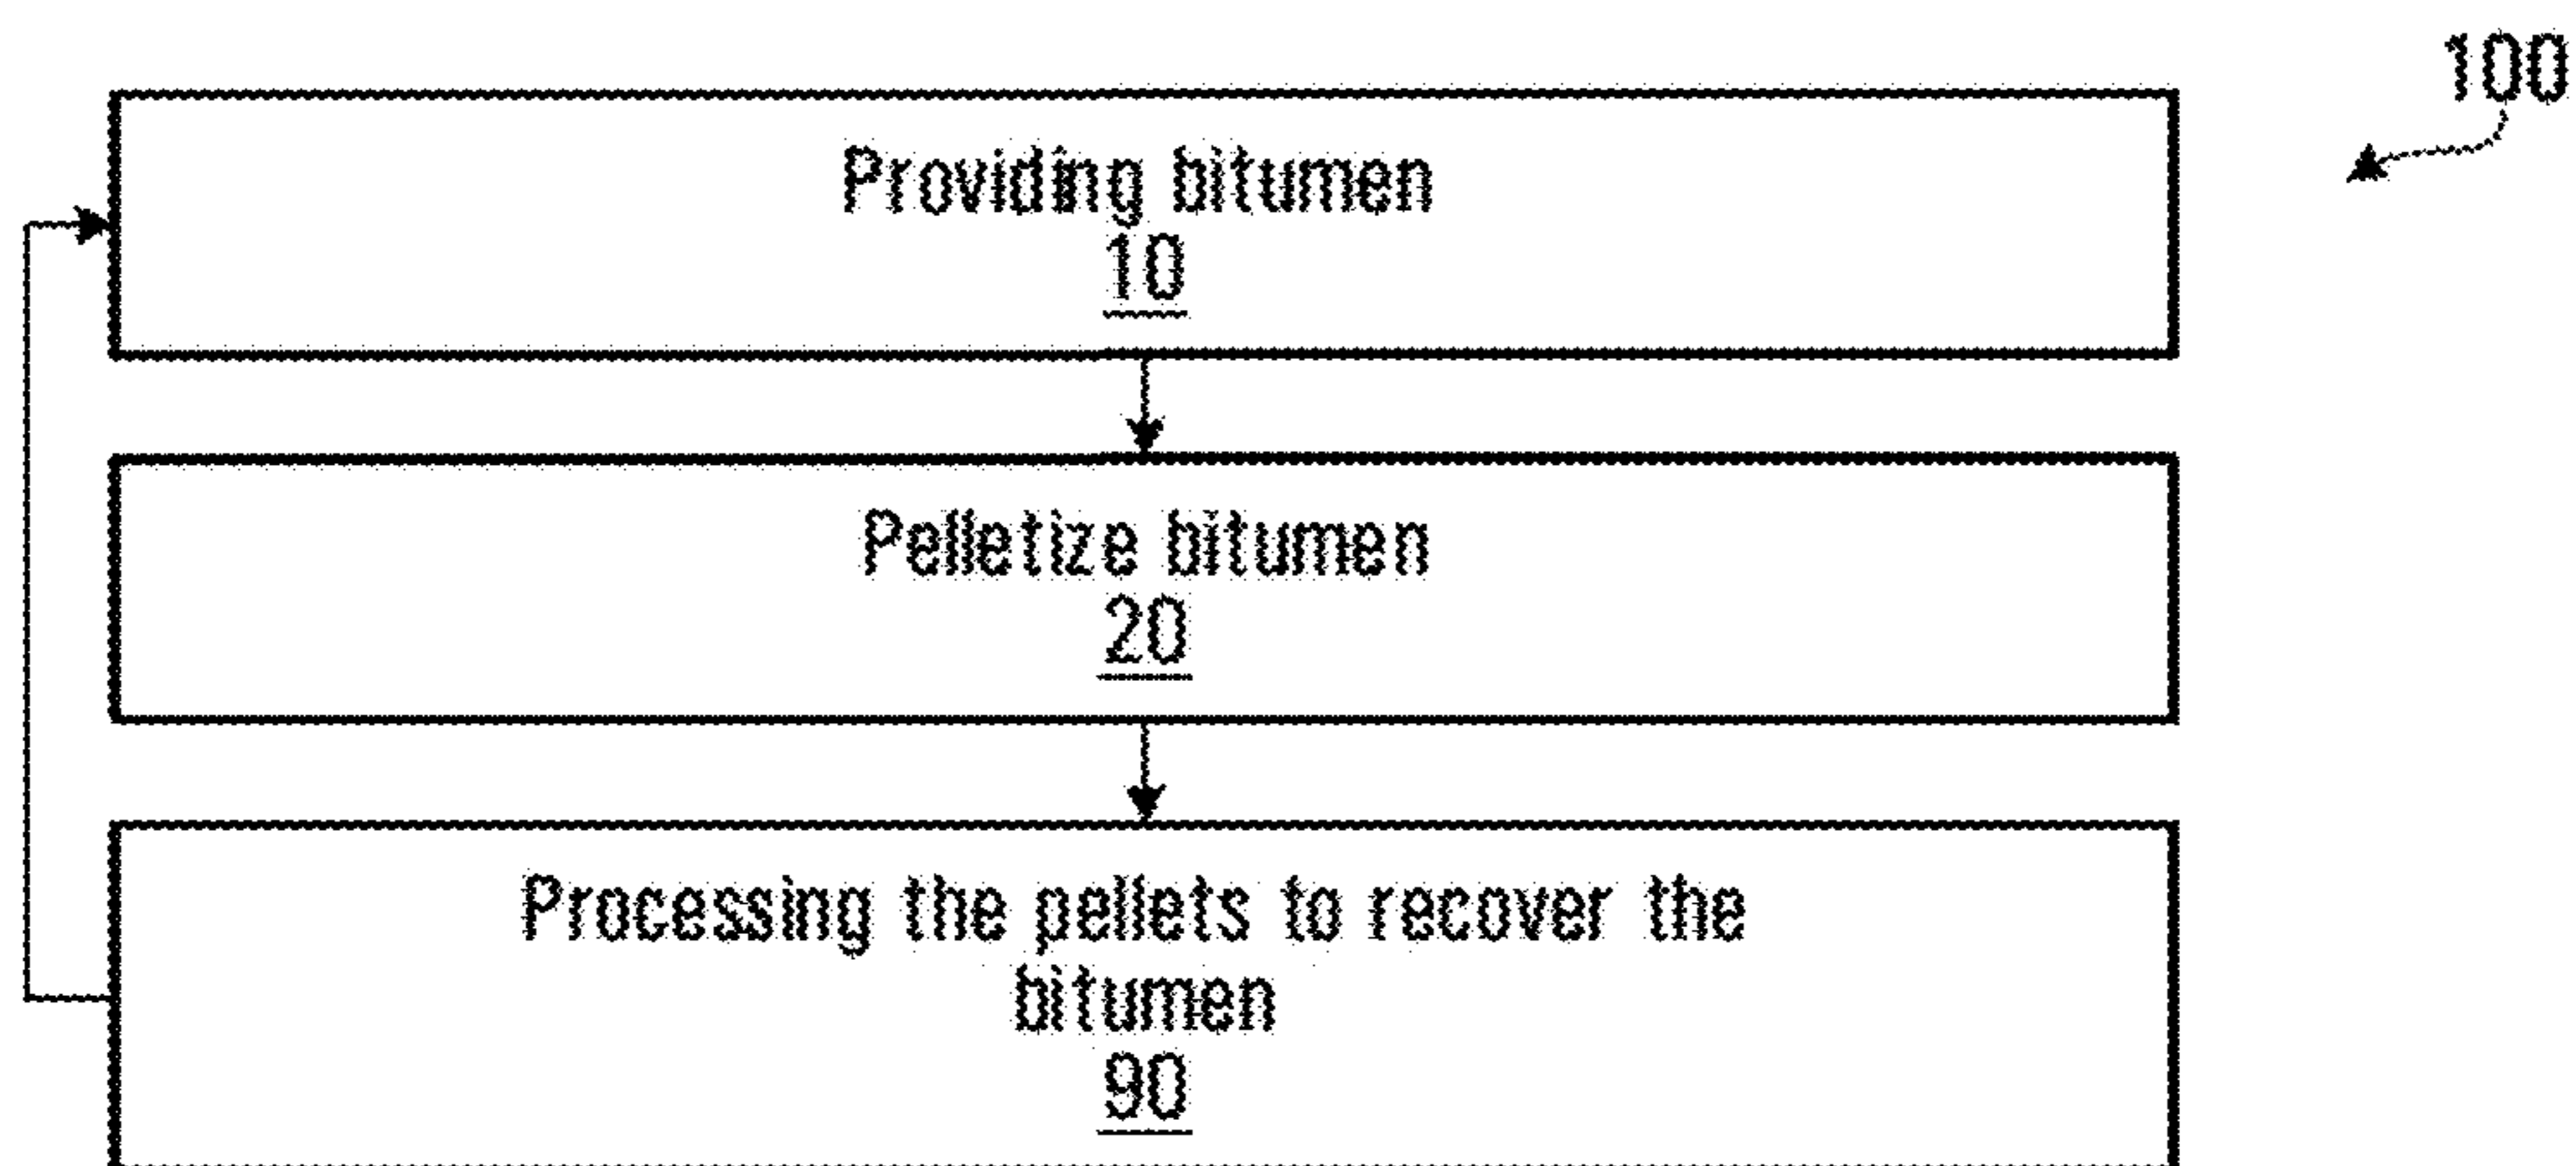 100
Providing bitumen
10
Pelletize bitumen
20
Processing the pellets to recover the
bitumen
90